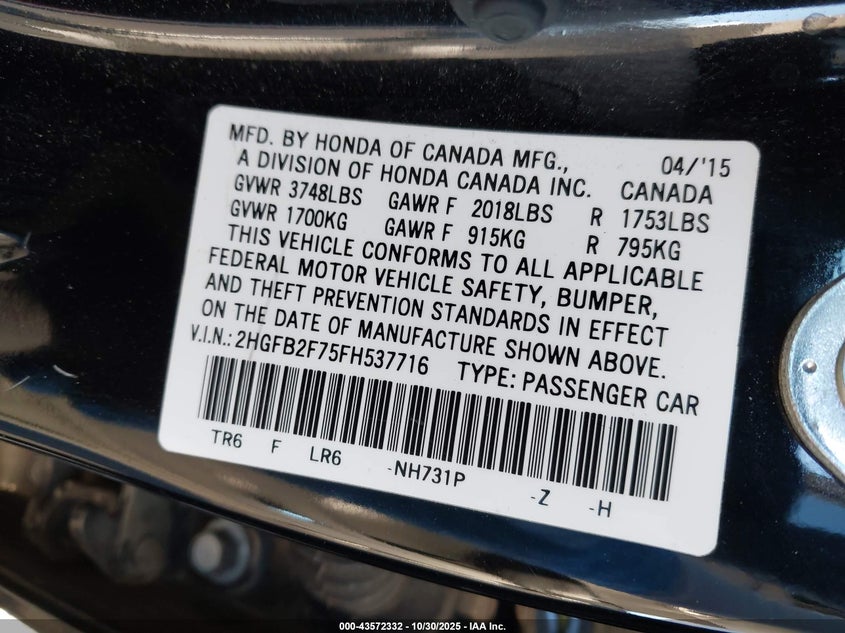 MFD. BY HONDA OF CANADA MFG., 04/'15
A DIVISION OF HONDA CANADA INC. CANADA
GVWR 3748LBS GAWR F 2018LBS R 1753LBS
GVWR 1700KG GAWR F 915KG R 795KG
THIS VEHICLE CONFORMS TO ALL APPLICABLE
FEDERAL MOTOR VEHICLE SAFETY, BUMPER,
AND THEFT PREVENTION STANDARDS IN EFFECT
ON THE DATE OF MANUFACTURE SHOWN ABOVE.
V.I.N.: 2HGFB2F75FH537716 TYPE: PASSENGER CAR
TR6 F LR6 -NH731P -Z -H
000-43572332 - 10/30/2025 - IAA Inc.